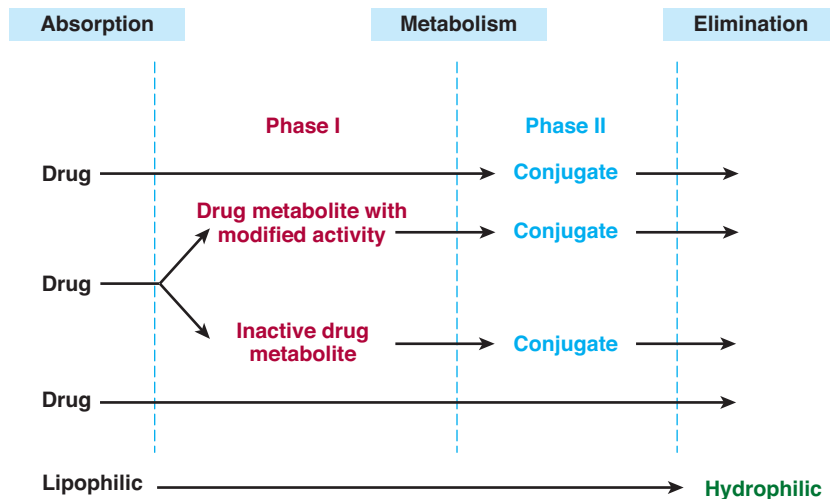 Absorption Metabolism Elimination
Phase I Phase II
Drug Conjugate
Drug metabolite with
modified activity Conjugate
Drug
Inactive drug
metabolite Conjugate
Drug
Lipophilic Hydrophilic